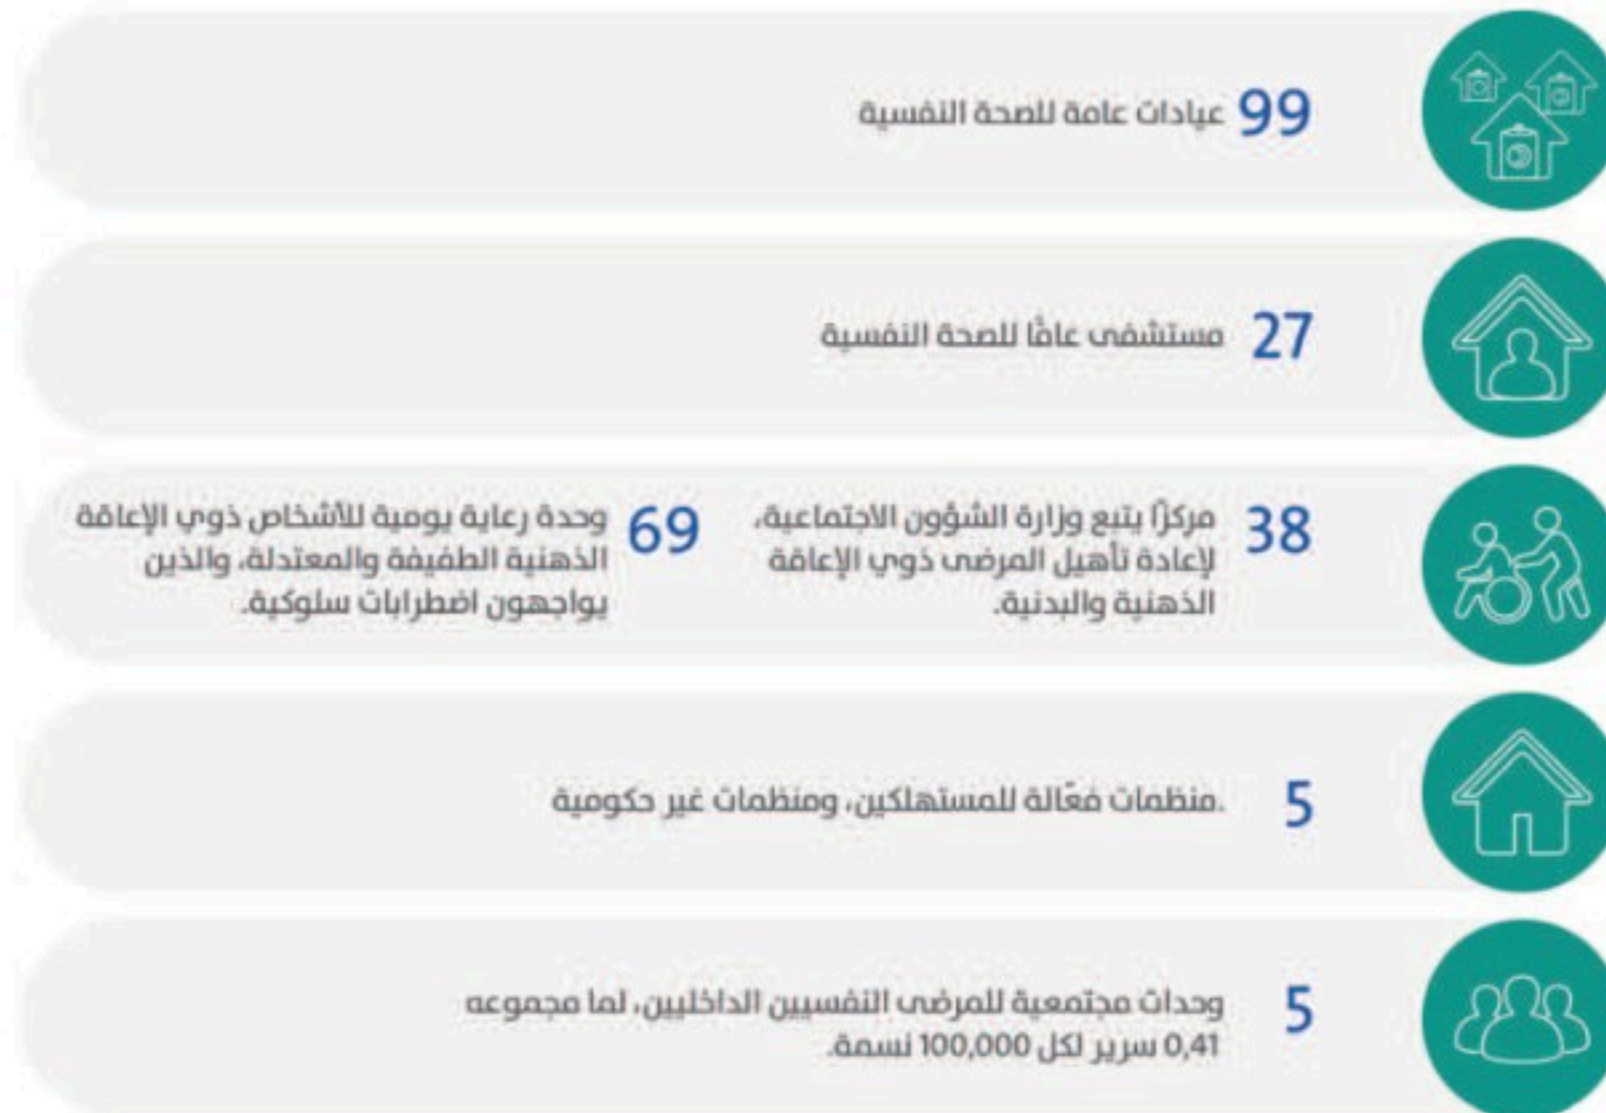 99 عيادات عامة للصحة النفسية
27 مستشفى عامًا للصحة النفسية
38 مركزًا يتبع وزارة الشؤون الاجتماعية،
لإعادة تأهيل المرضى ذوي الإعاقة
الذهنية والبدنية.
69 وحدة رعاية يومية للأشخاص ذوي الإعاقة
الذهنية الطفيفة والمعتدلة، والذين
يواجهون اضطرابات سلوكية.
5 .منظمات فعّالة للمستهلكين، ومنظمات غير حكومية
5 وحدات مجتمعية للمرضى النفسيين الداخليين، لما مجموعه
0,41 سرير لكل 100,000 نسمة.